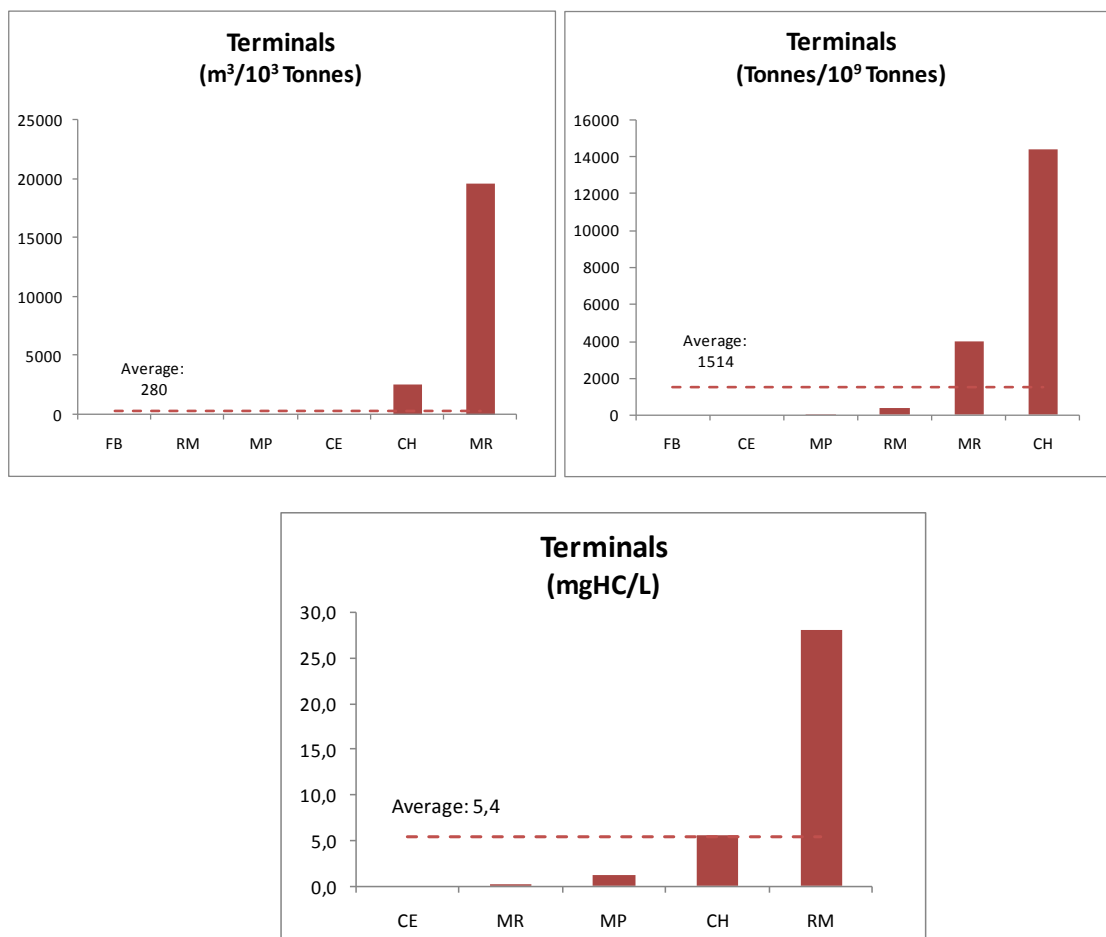 Terminals
(m³/10³ Tonnes)
25000
20000
15000
10000
5000
0
Average:
280
FB RM MP CE CH MR
Terminals
(Tonnes/10⁹ Tonnes)
16000
14000
12000
10000
8000
6000
4000
2000
0
Average:
1514
FB CE MP RM MR CH
Terminals
(mgHC/L)
30,0
25,0
20,0
15,0
10,0
5,0
0,0
Average: 5,4
CE MR MP CH RM